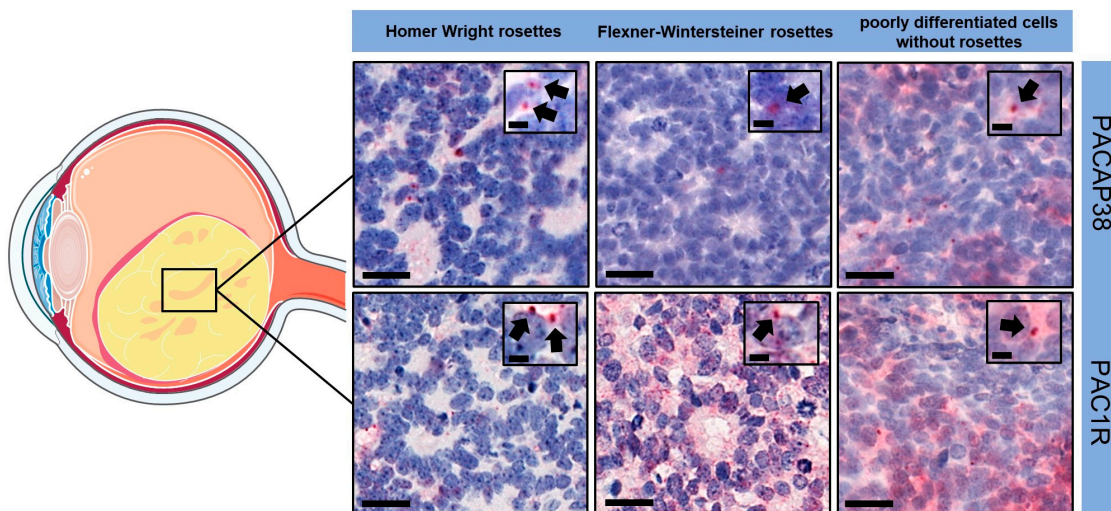 Homer Wright rosettes
Flexner-Wintersteiner rosettes
poorly differentiated cells
without rosettes
PACAP38
PAC1R